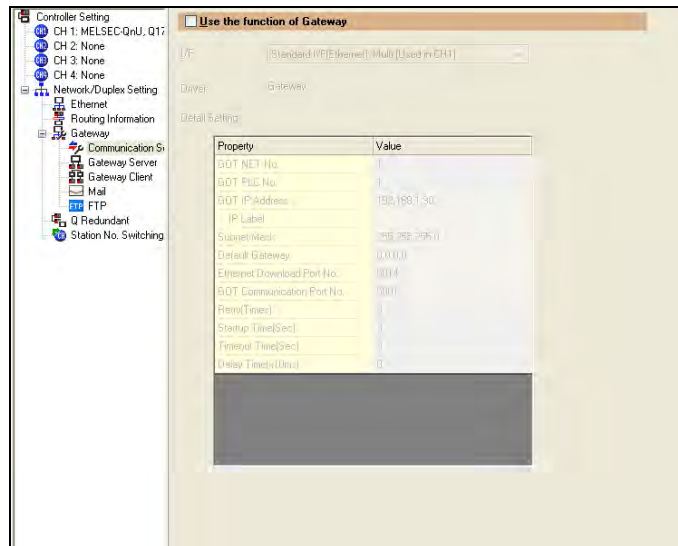 Controller Setting
CH 1: MELSEC-QnU, Q17
CH 2: None
CH 3: None
CH 4: None
Network/Duplex Setting
Ethernet
Routing Information
Gateway
Communication Se
Gateway Server
Gateway Client
Mail
FTP FTP
Q Redundant
Station No. Switching
Use the function of Gateway
I/F: Standard I/F(Ethernet):Multi [Used in CH1]
Driver: Gateway
Detail Setting
Property Value
GOT NET No. 1
GOT PLC No. 1
GOT IP Address 192.168.1.30
IP Label
Subnet Mask 255.255.255.0
Default Gateway 0.0.0.0
Ethernet Download Port No. 5014
GOT Communication Port No.
Retry(Times)
Startup Time(Sec)
Timeout Time(Sec)
Delay Time(x10ms) 0